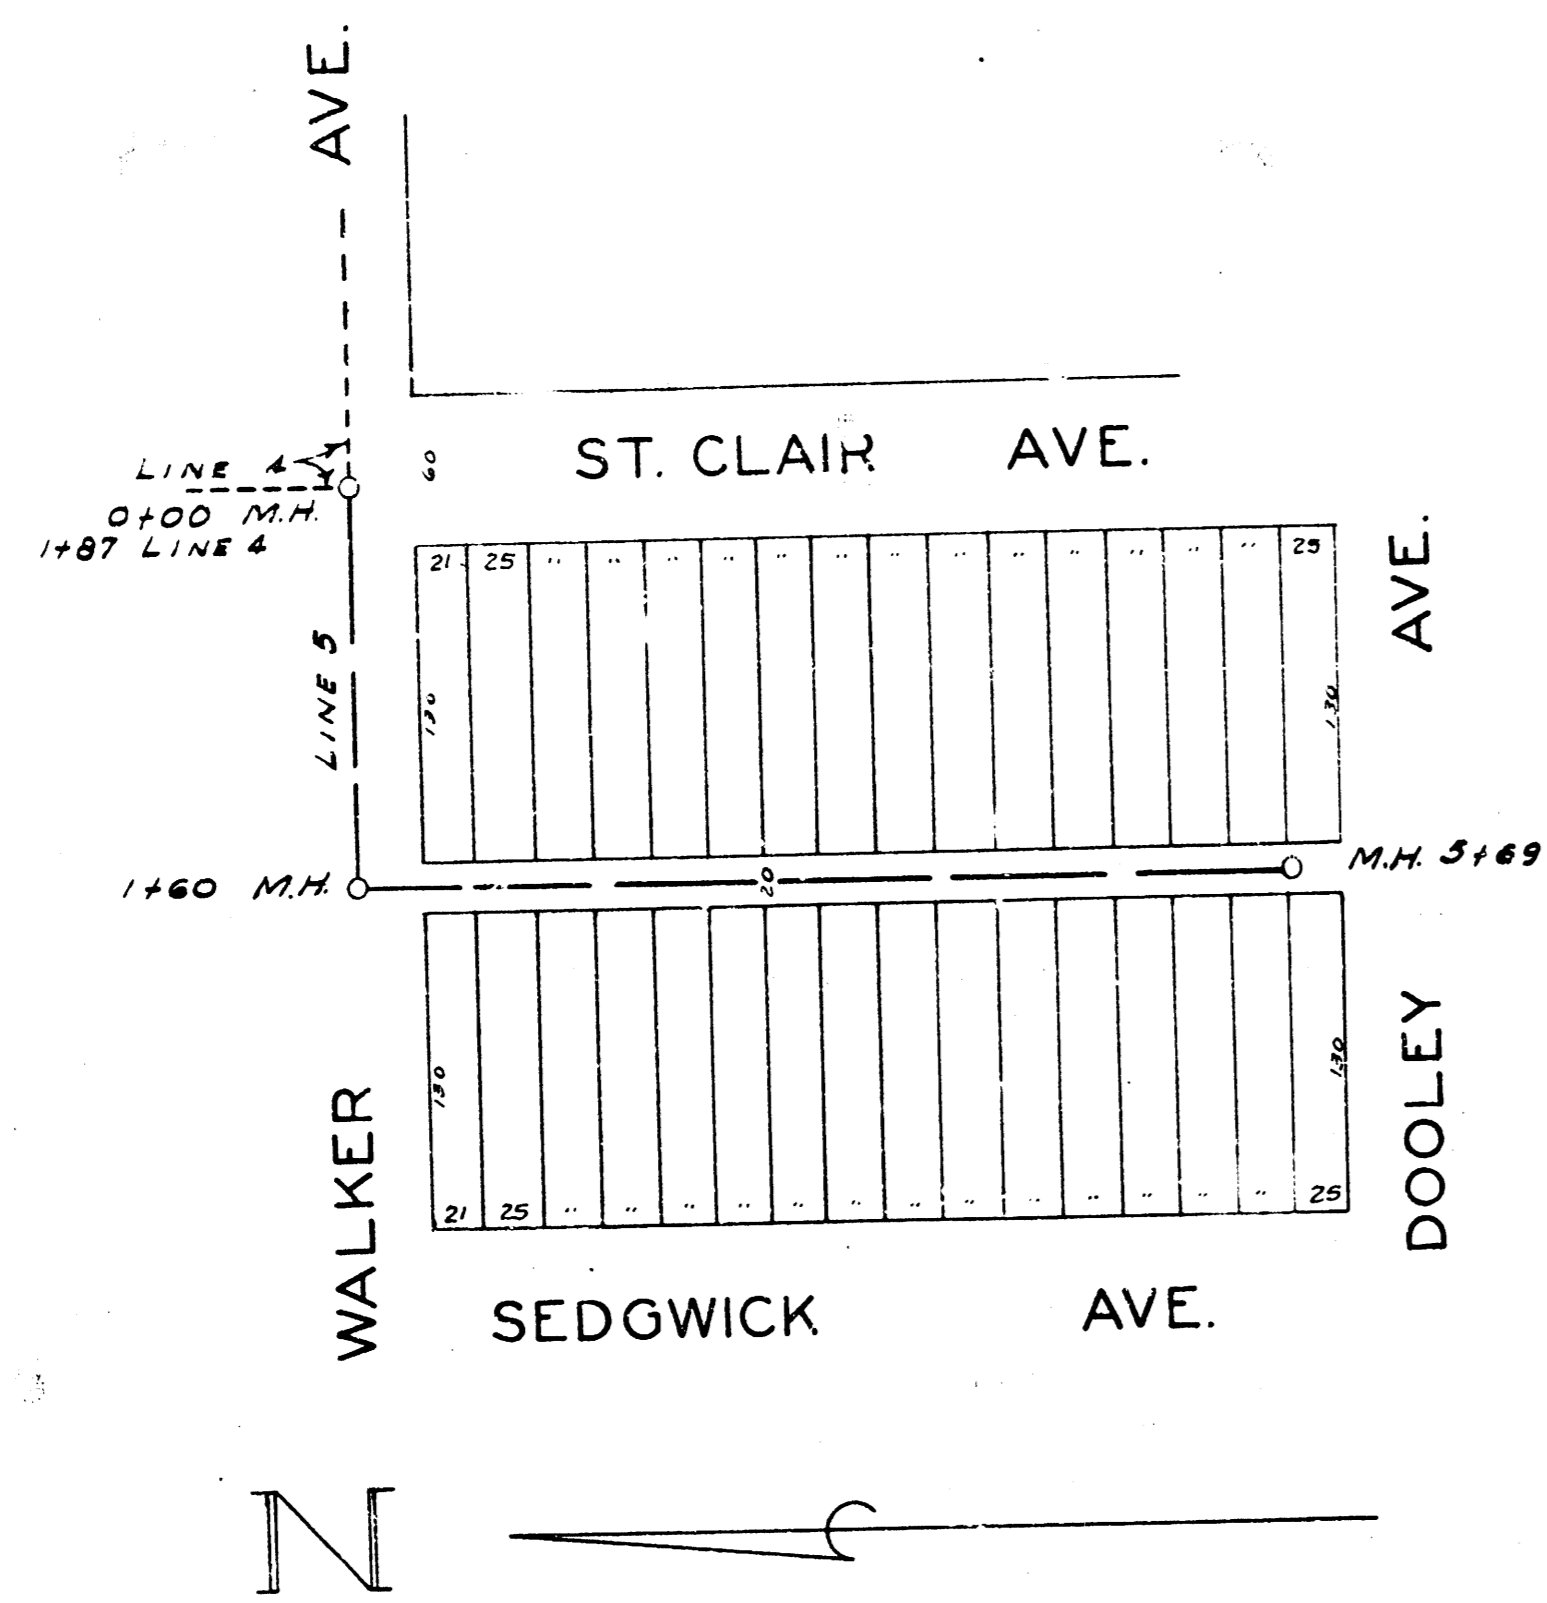 WALKER AVE.
LINE 4
0+00 M.H.
1+87 LINE 4
60
ST. CLAIR AVE.
21 25 " " " " " " " " " " " " " 25
LINE 5
130 130
1+60 M.H.
20
M.H. 5+69
130 130
21 25 " " " " " " " " " " " " " 25
DOOLEY AVE.
SEDGWICK AVE.
N